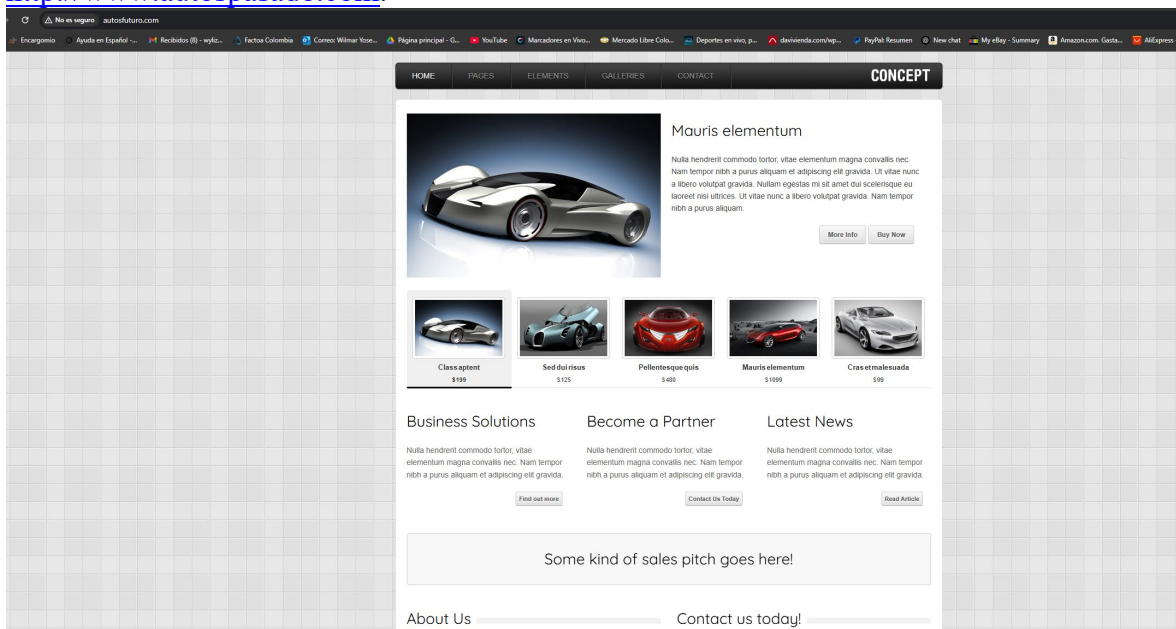 http://www.autospasado.com.
No es seguro autosfuturo.com
Encargomio Ayuda en Español -... Recibidos (8) - wyliz... Factoa Colombia Correo: Wilmar Yose... Página principal - G... YouTube Marcadores en Vivo... Mercado Libre Colo... Deportes en vivo, p... davivienda.com/wp... PayPal: Resumen New chat My eBay - Summary Amazon.com. Gasta... AliExpress
HOME PAGES ELEMENTS GALLERIES CONTACT CONCEPT
Mauris elementum
Nulla hendrerit commodo tortor, vitae elementum magna convallis nec.
Nam tempor nibh a purus aliquam et adipiscing elit gravida. Ut vitae nunc
a libero volutpat gravida. Nullam egestas mi sit amet dui scelerisque eu
laoreet nisi ultrices. Ut vitae nunc a libero volutpat gravida. Nam tempor
nibh a purus aliquam.
More Info Buy Now
Class aptent Sed dui risus Pellentesque quis Mauris elementum Cras et malesuada
$199 $125 $480 $1099 $99
Business Solutions
Nulla hendrerit commodo tortor, vitae
elementum magna convallis nec. Nam tempor
nibh a purus aliquam et adipiscing elit gravida.
Find out more
Become a Partner
Nulla hendrerit commodo tortor, vitae
elementum magna convallis nec. Nam tempor
nibh a purus aliquam et adipiscing elit gravida.
Contact Us Today
Latest News
Nulla hendrerit commodo tortor, vitae
elementum magna convallis nec. Nam tempor
nibh a purus aliquam et adipiscing elit gravida.
Read Article
Some kind of sales pitch goes here!
About Us Contact us today!